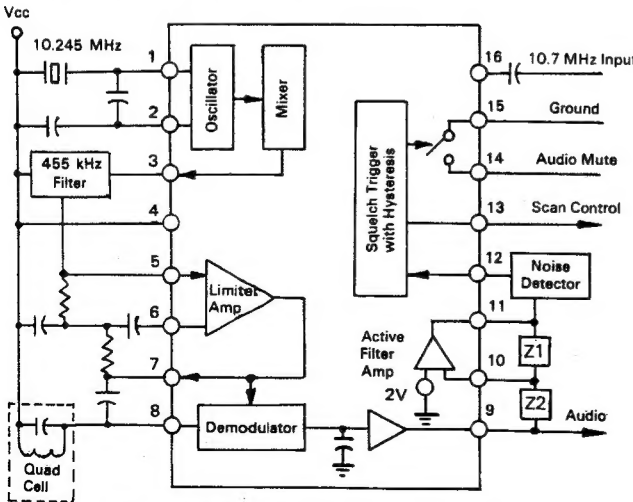 Vcc
10.245 MHz
1
2
3
4
5
6
7
8
455 kHz
Filter
Quad
Cell
Oscillator
Mixer
Limiter
Amp
Demodulator
Squelch Trigger
with Hysteresis
Active
Filter
Amp
2V
16
10.7 MHz Input
15
Ground
14
Audio Mute
13
Scan Control
12
Noise
Detector
11
Z1
10
Z2
9
Audio